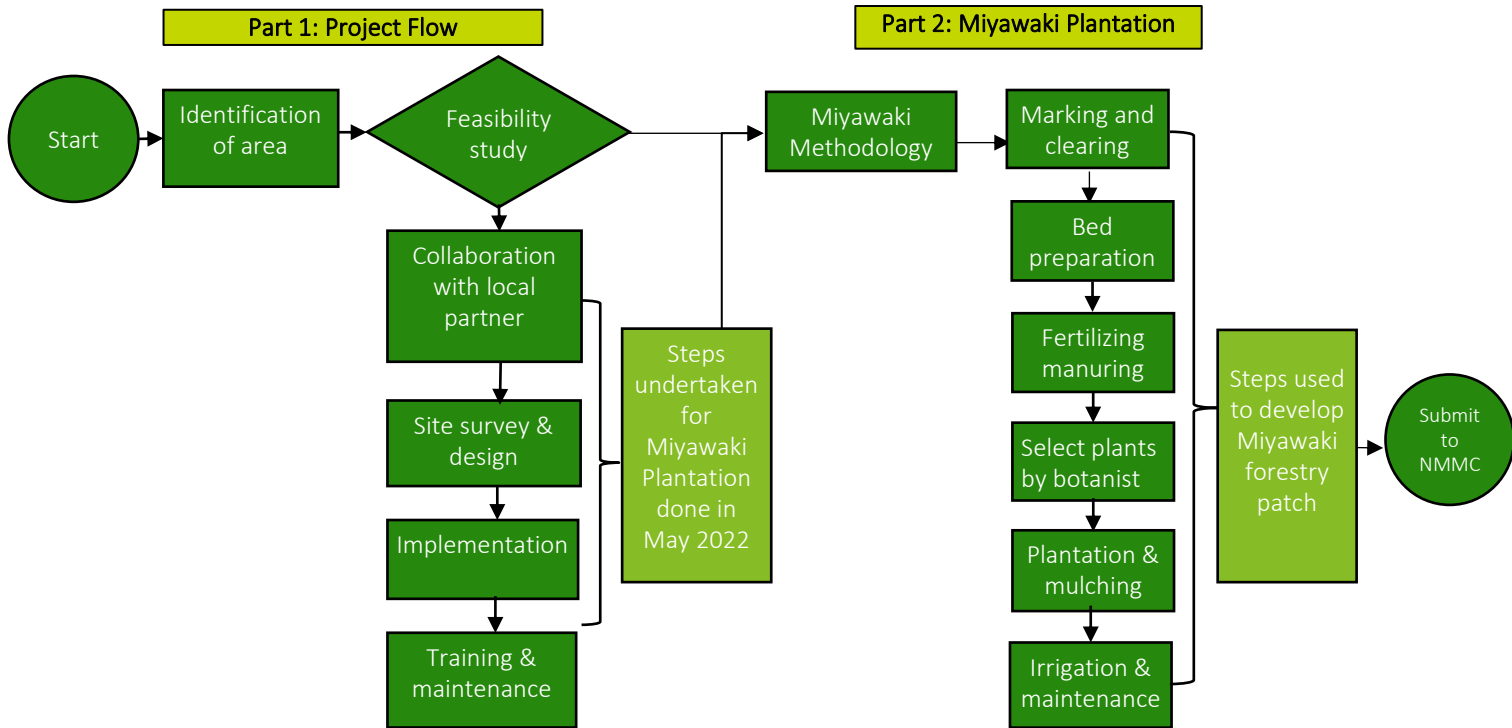 Part 1: Project Flow
Part 2: Miyawaki Plantation
Start
Identification
of area
Feasibility
study
Collaboration
with local
partner
Site survey &
design
Implementation
Training &
maintenance
Steps
undertaken
for
Miyawaki
Plantation
done in
May 2022
Miyawaki
Methodology
Marking and
clearing
Bed
preparation
Fertilizing
manuring
Select plants
by botanist
Plantation &
mulching
Irrigation &
maintenance
Steps used
to develop
Miyawaki
forestry
patch
Submit
to
NMMC